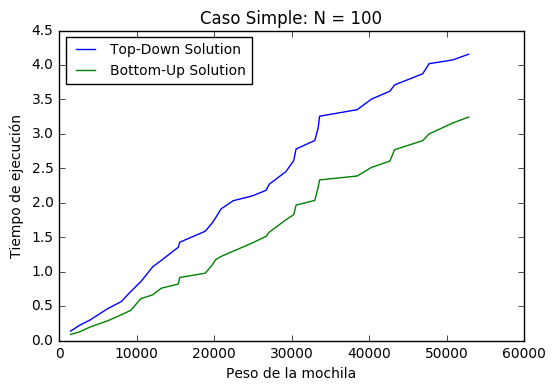 Caso Simple: N = 100
Top-Down Solution
Bottom-Up Solution
Tiempo de ejecución
4.5
4.0
3.5
3.0
2.5
2.0
1.5
1.0
0.5
0.0
0 10000 20000 30000 40000 50000 60000
Peso de la mochila